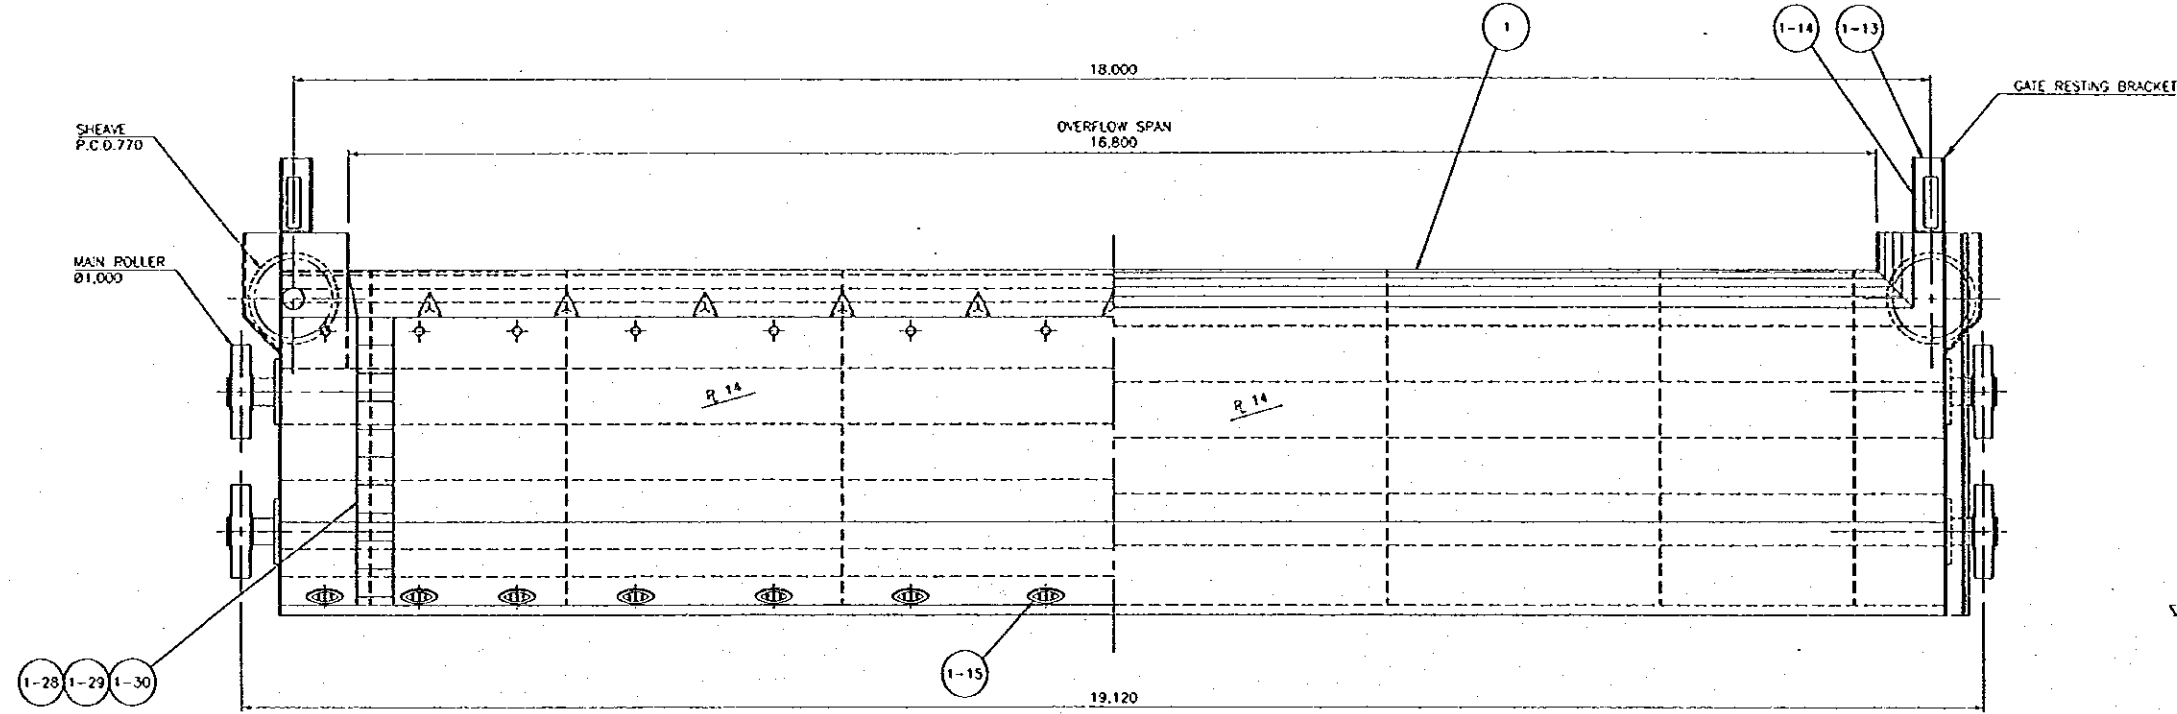 1
1-14
1-13
18.000
GATE RESTING BRACKET
SHEAVE
P.C.D.770
OVERFLOW SPAN
16,800
MAIN ROLLER
Ø1,000
R 14
R 14
1-28
1-29
1-30
1-15
19,120